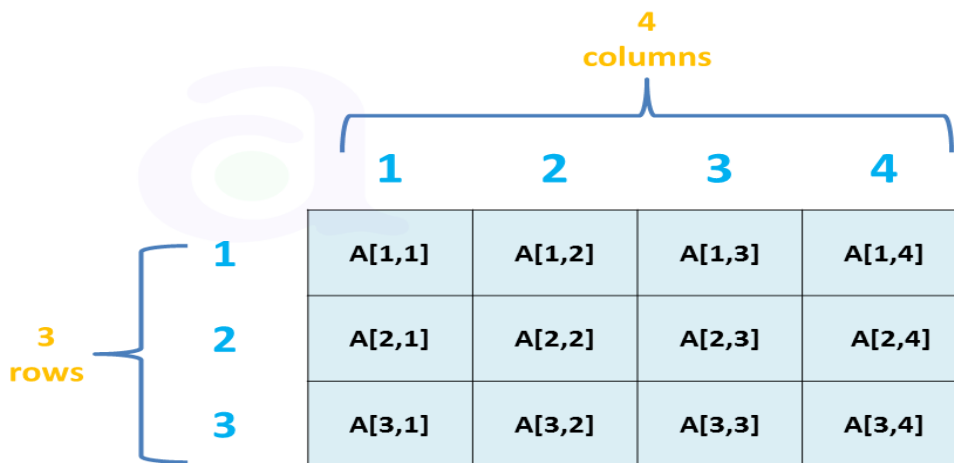 4
columns
1 2 3 4
1 A[1,1] A[1,2] A[1,3] A[1,4]
3
rows
2 A[2,1] A[2,2] A[2,3] A[2,4]
3 A[3,1] A[3,2] A[3,3] A[3,4]